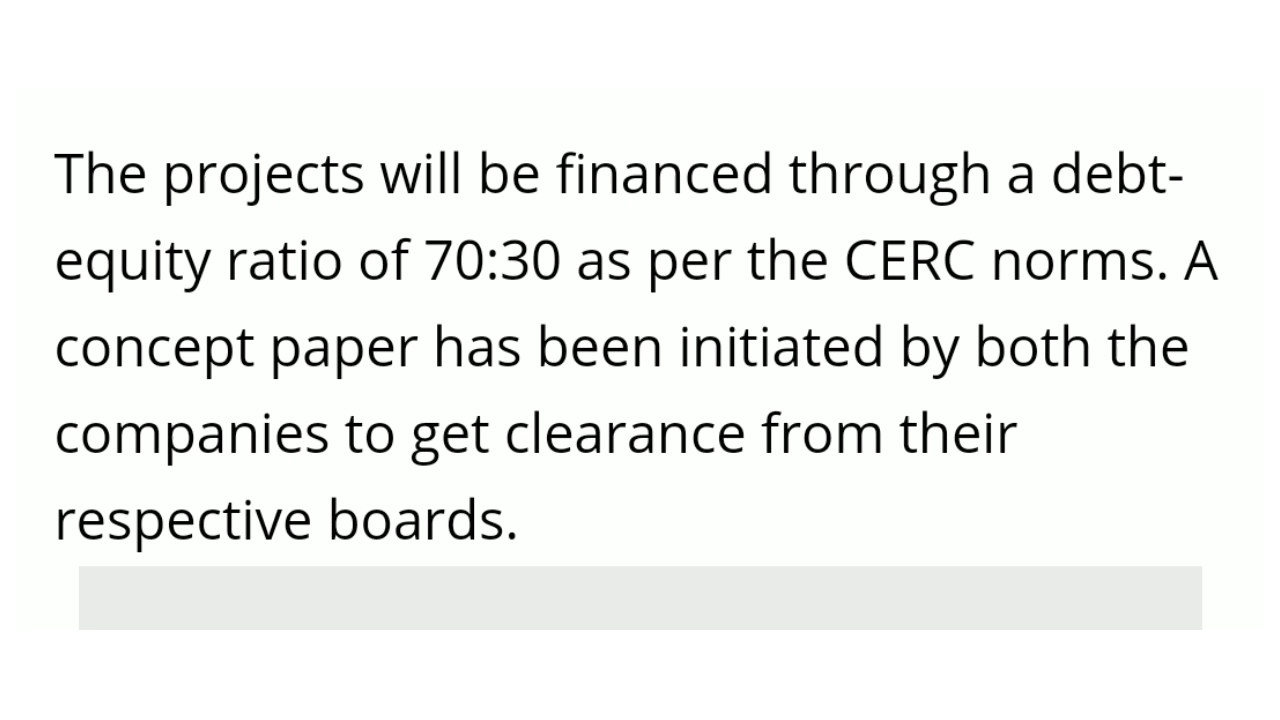 The projects will be financed through a debt-
equity ratio of 70:30 as per the CERC norms. A
concept paper has been initiated by both the
companies to get clearance from their
respective boards.